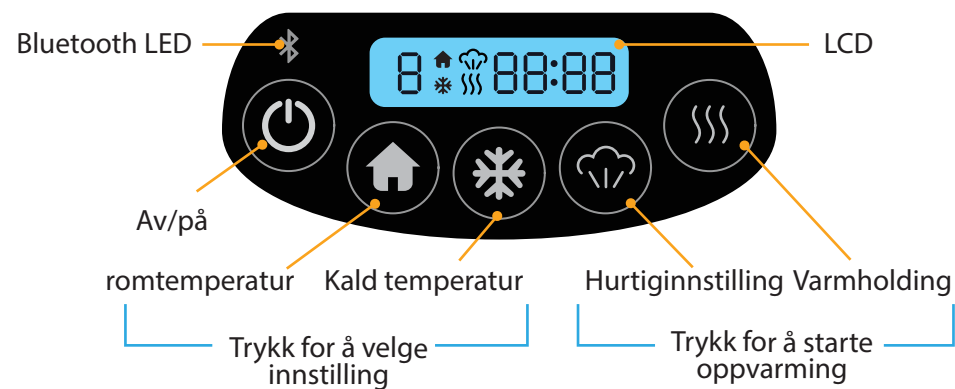 Bluetooth LED
LCD
8 88:88
Av/på
romtemperatur
Kald temperatur
Hurtiginnstilling
Varmholding
Trykk for å velge
innstilling
Trykk for å starte
oppvarming